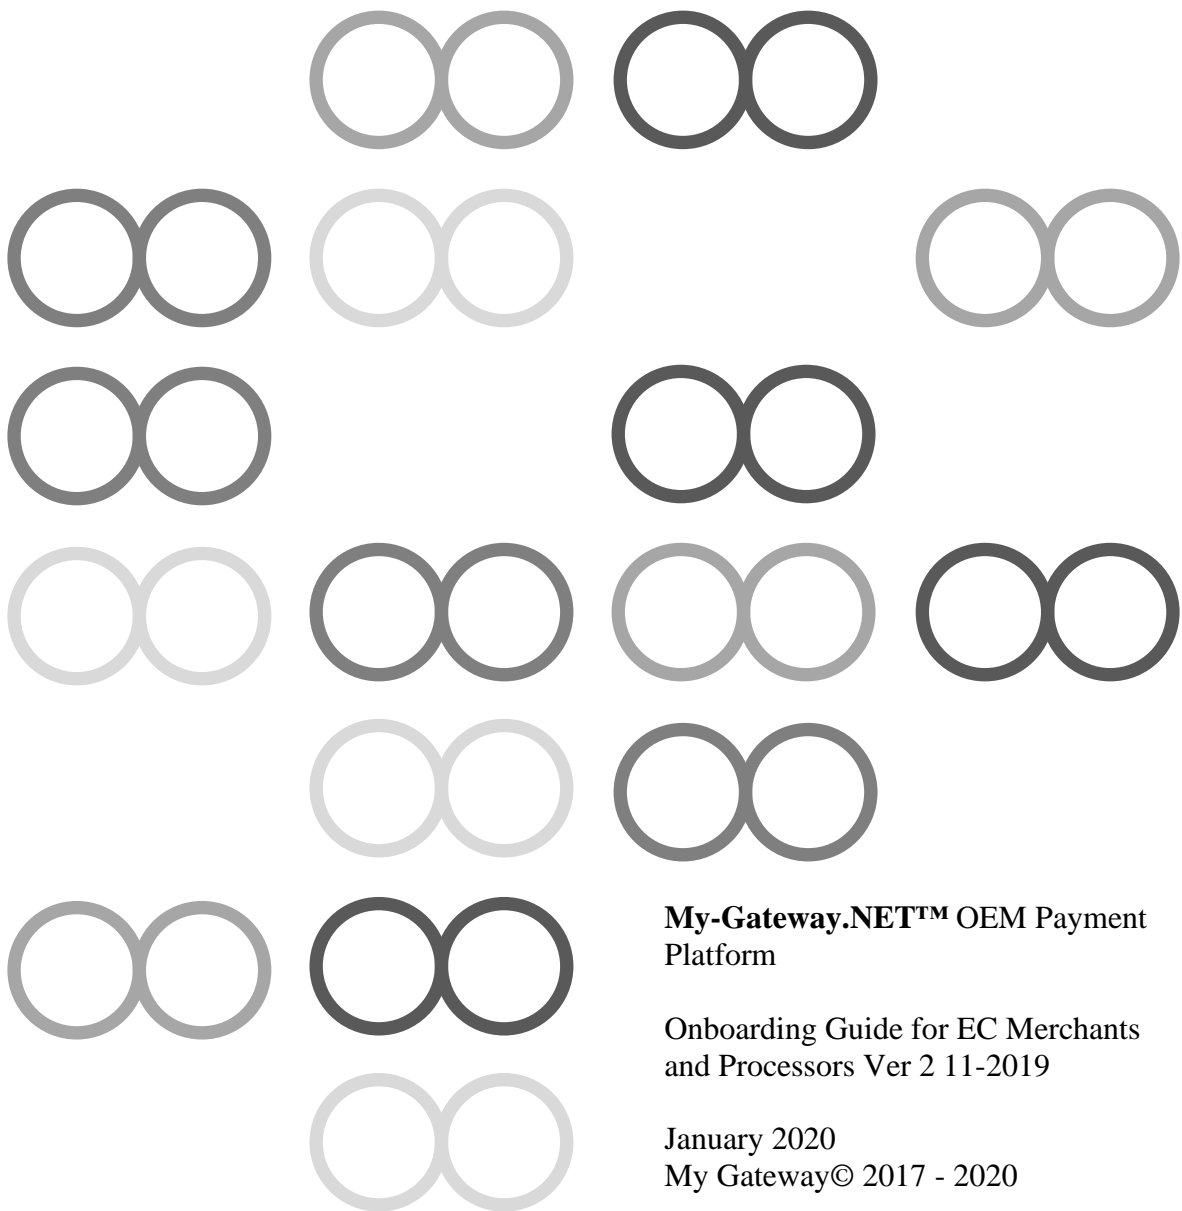 My-Gateway.NET™ OEM Payment
Platform
Onboarding Guide for EC Merchants
and Processors Ver 2 11-2019
January 2020
My Gateway© 2017 - 2020